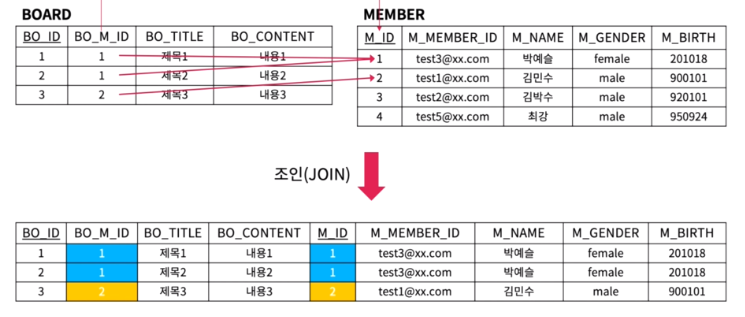 BOARD
BO_ID BO_M_ID BO_TITLE BO_CONTENT
1 1 제목1 내용1
2 1 제목2 내용2
3 2 제목3 내용3
MEMBER
M_ID M_MEMBER_ID M_NAME M_GENDER M_BIRTH
1 test3@xx.com 박예슬 female 201018
2 test1@xx.com 김민수 male 900101
3 test2@xx.com 김박수 male 920101
4 test5@xx.com 최강 male 950924
조인(JOIN)
BO_ID BO_M_ID BO_TITLE BO_CONTENT M_ID M_MEMBER_ID M_NAME M_GENDER M_BIRTH
1 1 제목1 내용1 1 test3@xx.com 박예슬 female 201018
2 1 제목2 내용2 1 test3@xx.com 박예슬 female 201018
3 2 제목3 내용3 2 test1@xx.com 김민수 male 900101